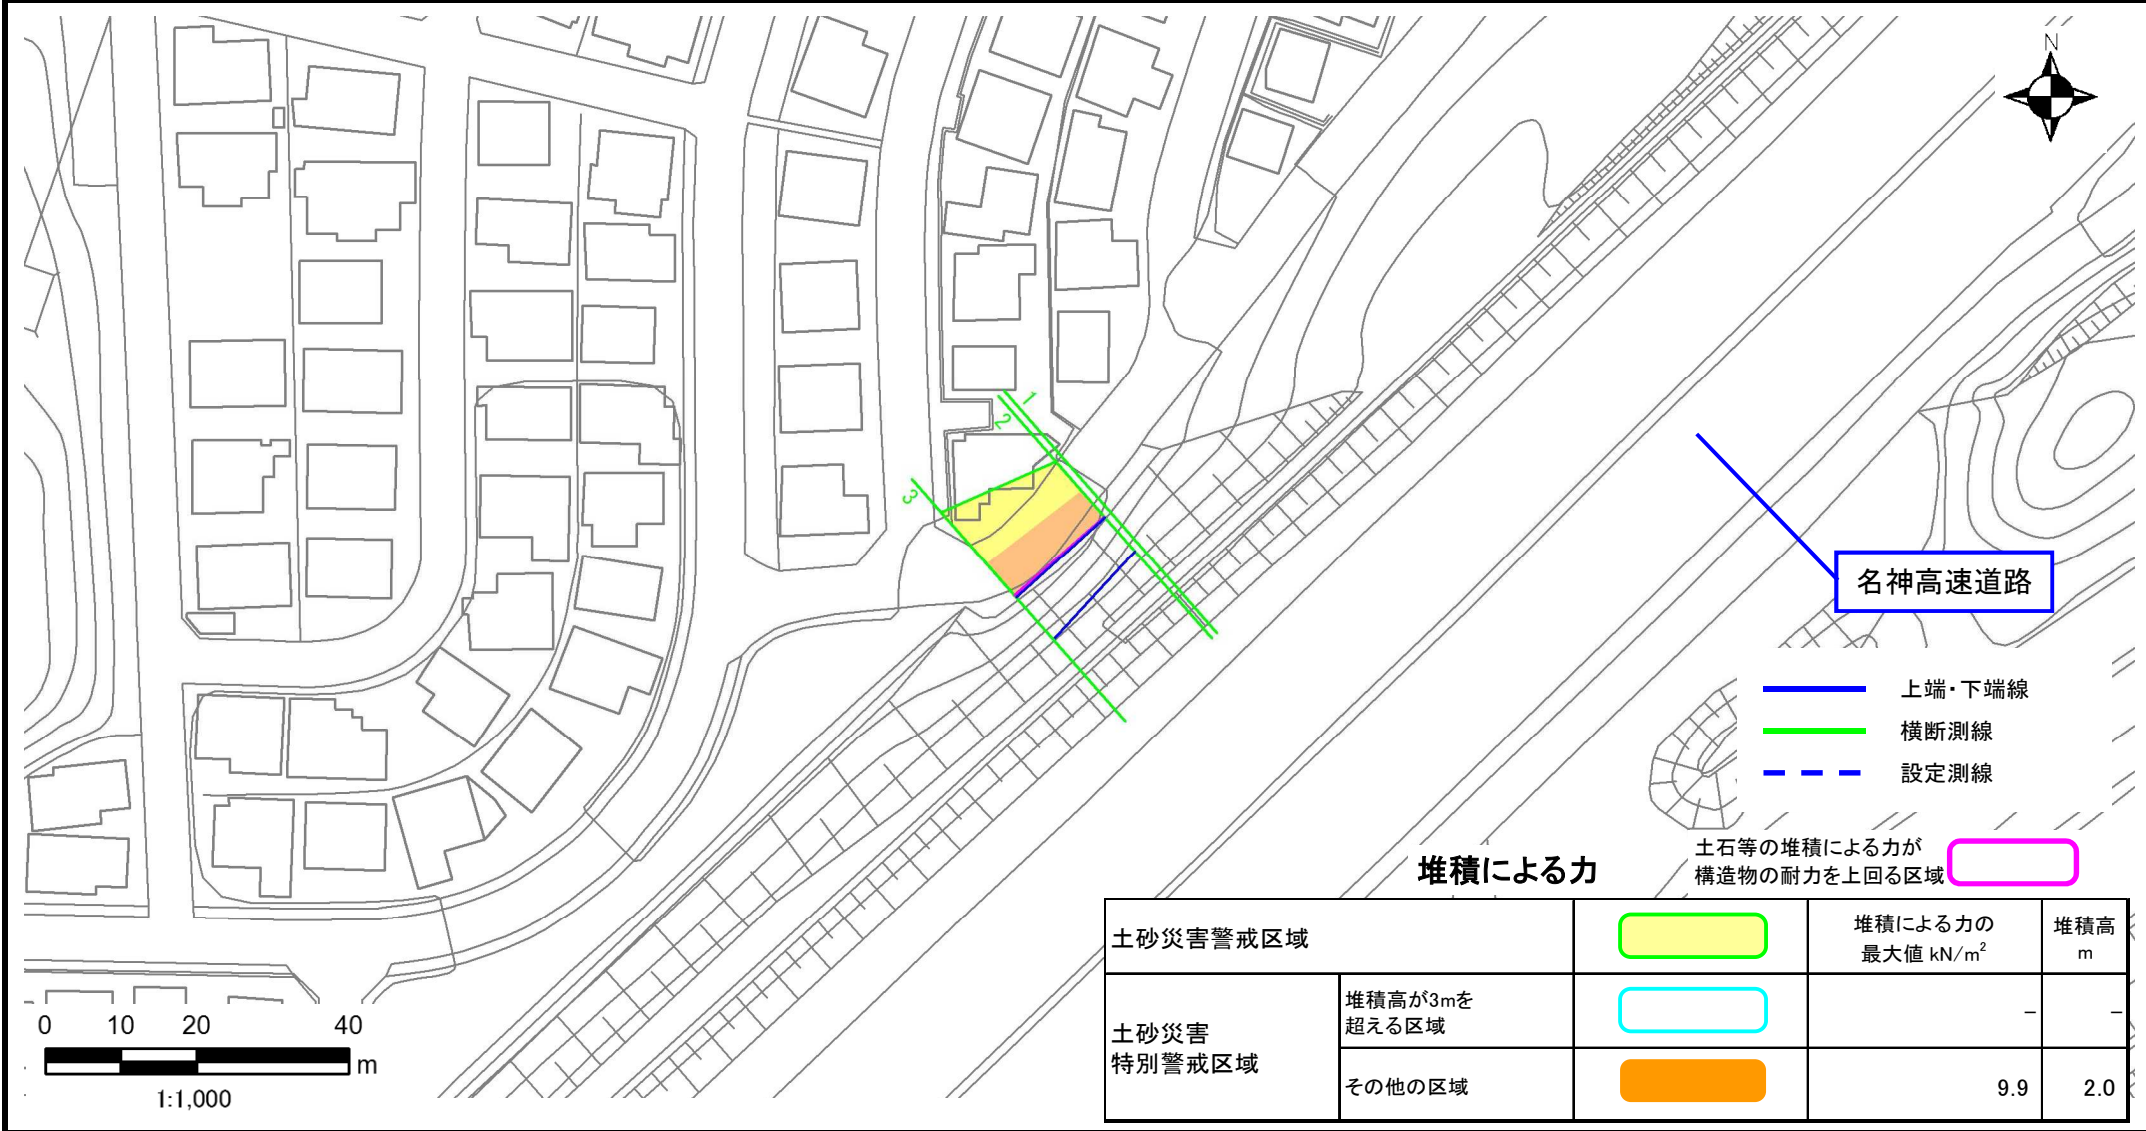 N
1
2
3
名神高速道路
上端・下端線
横断測線
設定測線
土石等の堆積による力が
構造物の耐力を上回る区域
堆積による力
土砂災害警戒区域
堆積による力の
最大値 kN/m²
堆積高
m
土砂災害
特別警戒区域
堆積高が3mを
超える区域
－ －
その他の区域
9.9 2.0
0 10 20 40
m
1:1,000